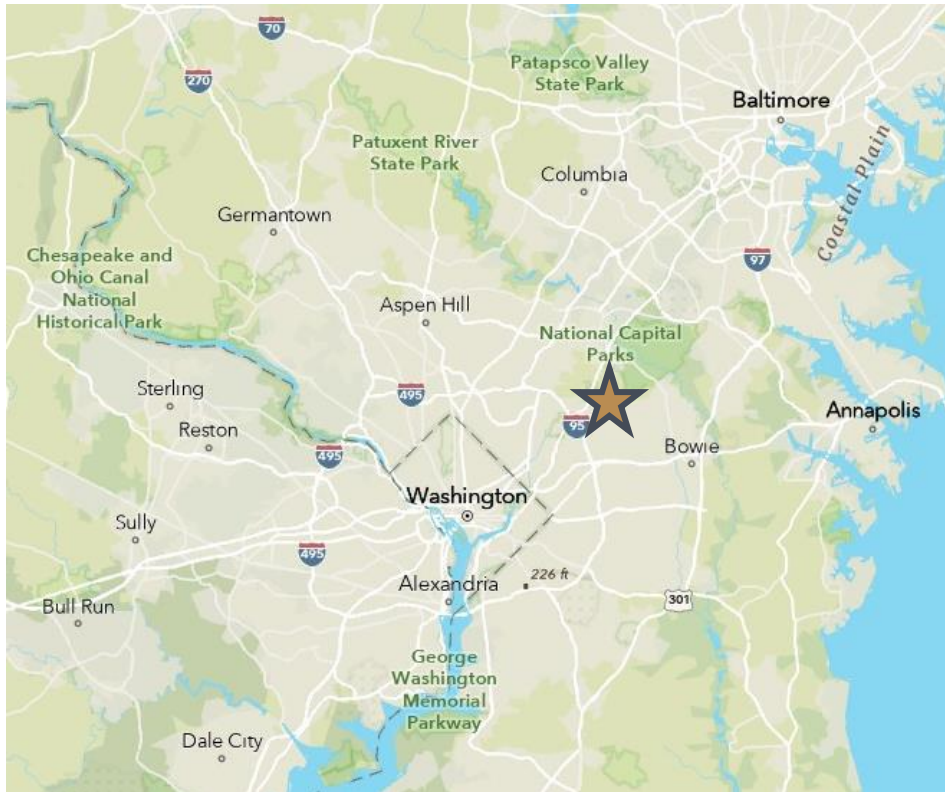 70
270
Patapsco Valley
State Park
Baltimore
Patuxent River
State Park
Columbia
Coastal Plain
Germantown
Chesapeake and
Ohio Canal
National
Historical Park
97
Aspen Hill
National Capital
Parks
Sterling
495
95
Annapolis
Reston
495
Bowie
Washington
Sully
495
Alexandria
226 ft
Bull Run
301
George
Washington
Memorial
Parkway
Dale City